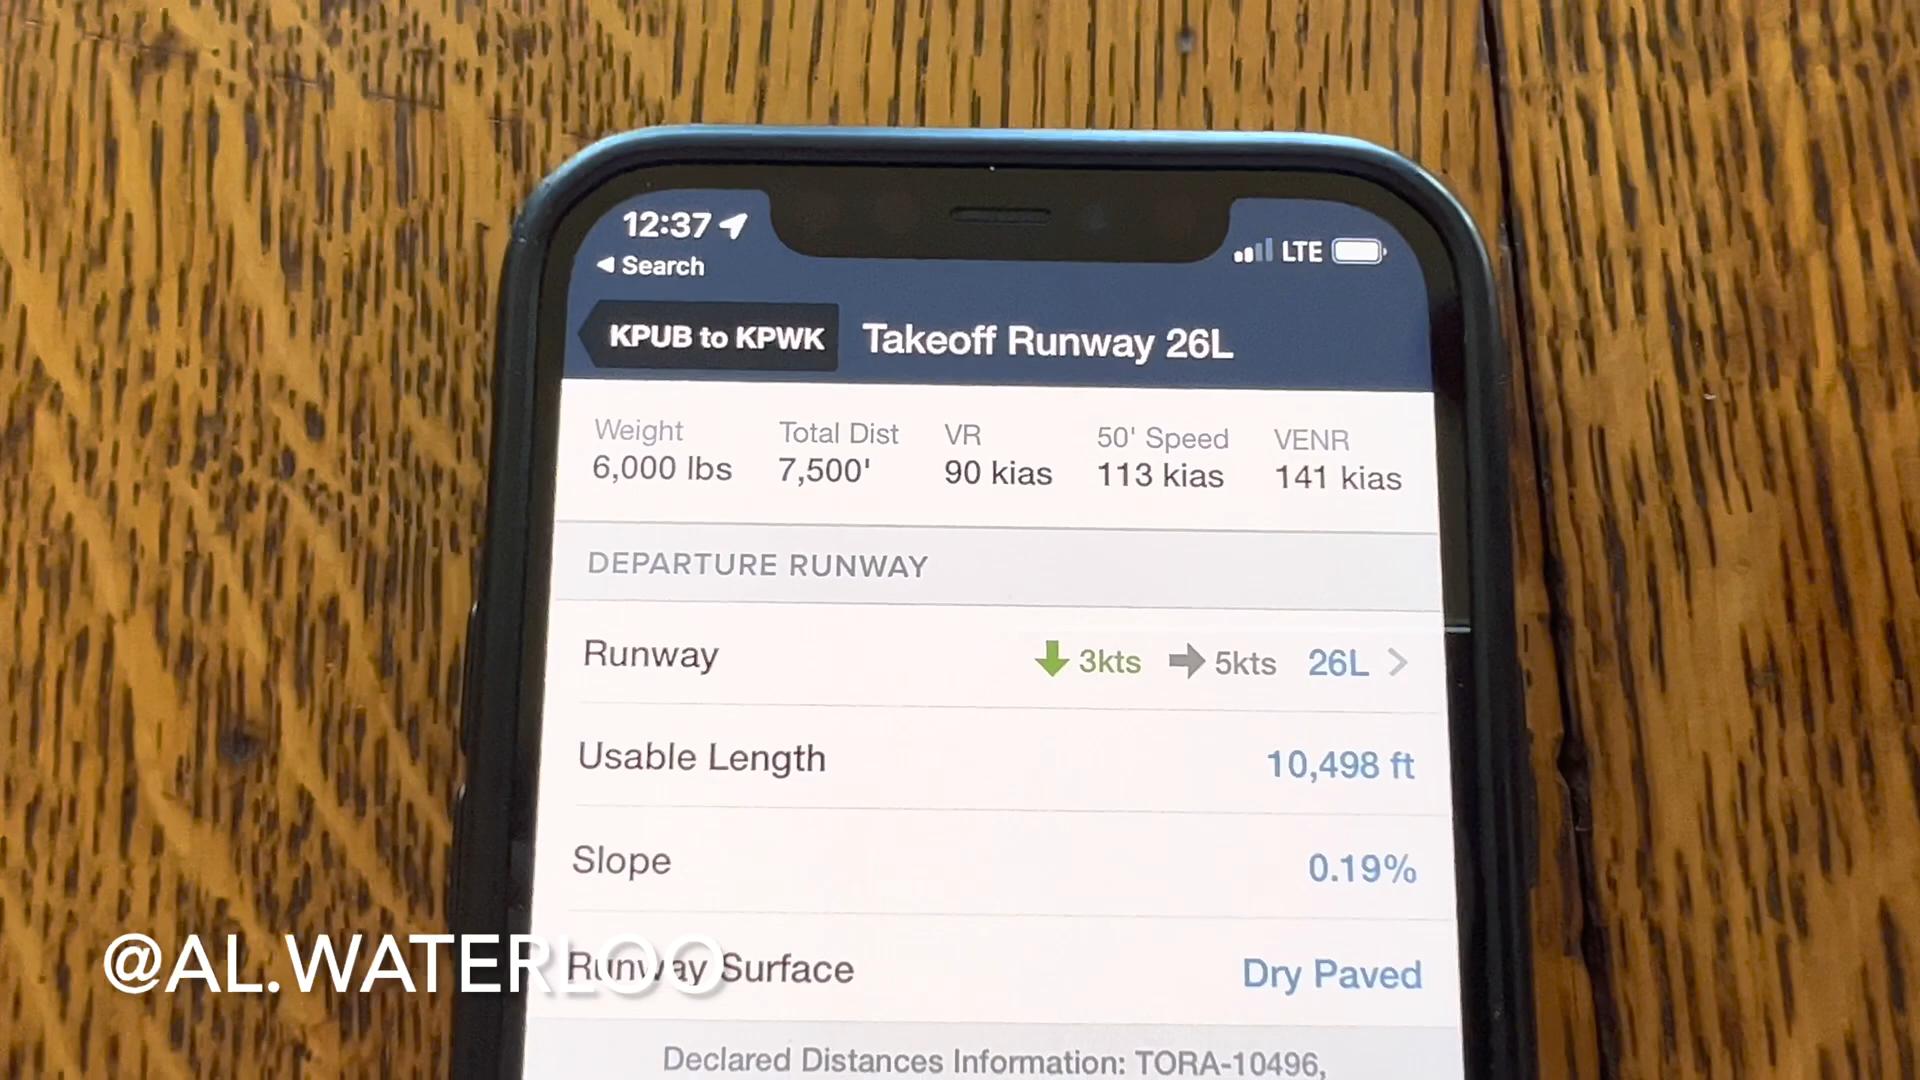 12:37
LTE
Search
KPUB to KPWK
Takeoff Runway 26L
Weight Total Dist VR 50' Speed VENR
6,000 lbs 7,500' 90 kias 113 kias 141 kias
DEPARTURE RUNWAY
Runway 3kts 5kts 26L
Usable Length 10,498 ft
Slope 0.19%
Runway Surface Dry Paved
@AL.WATERLOO
Declared Distances Information: TORA-10496,